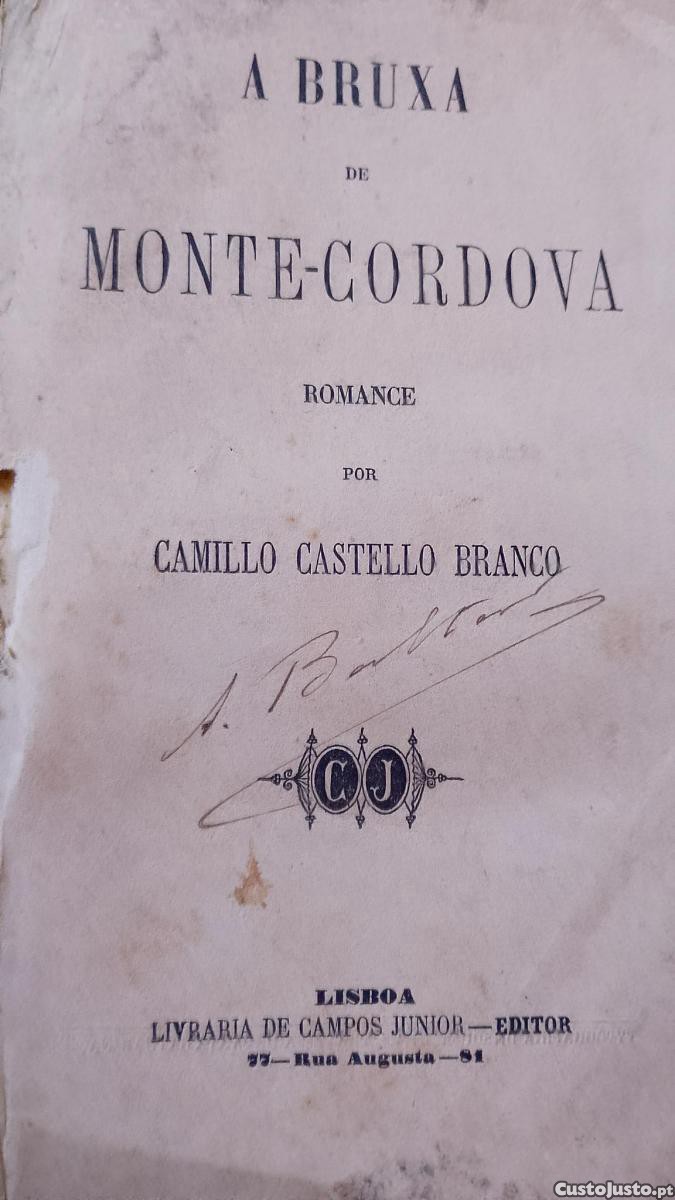 A BRUXA
DE
MONTE-CORDOVA
ROMANCE
POR
CAMILLO CASTELLO BRANCO
A.
C J
LISBOA
LIVRARIA DE CAMPOS JUNIOR—EDITOR
77—Rua Augusta—81
CustoJusto.pt